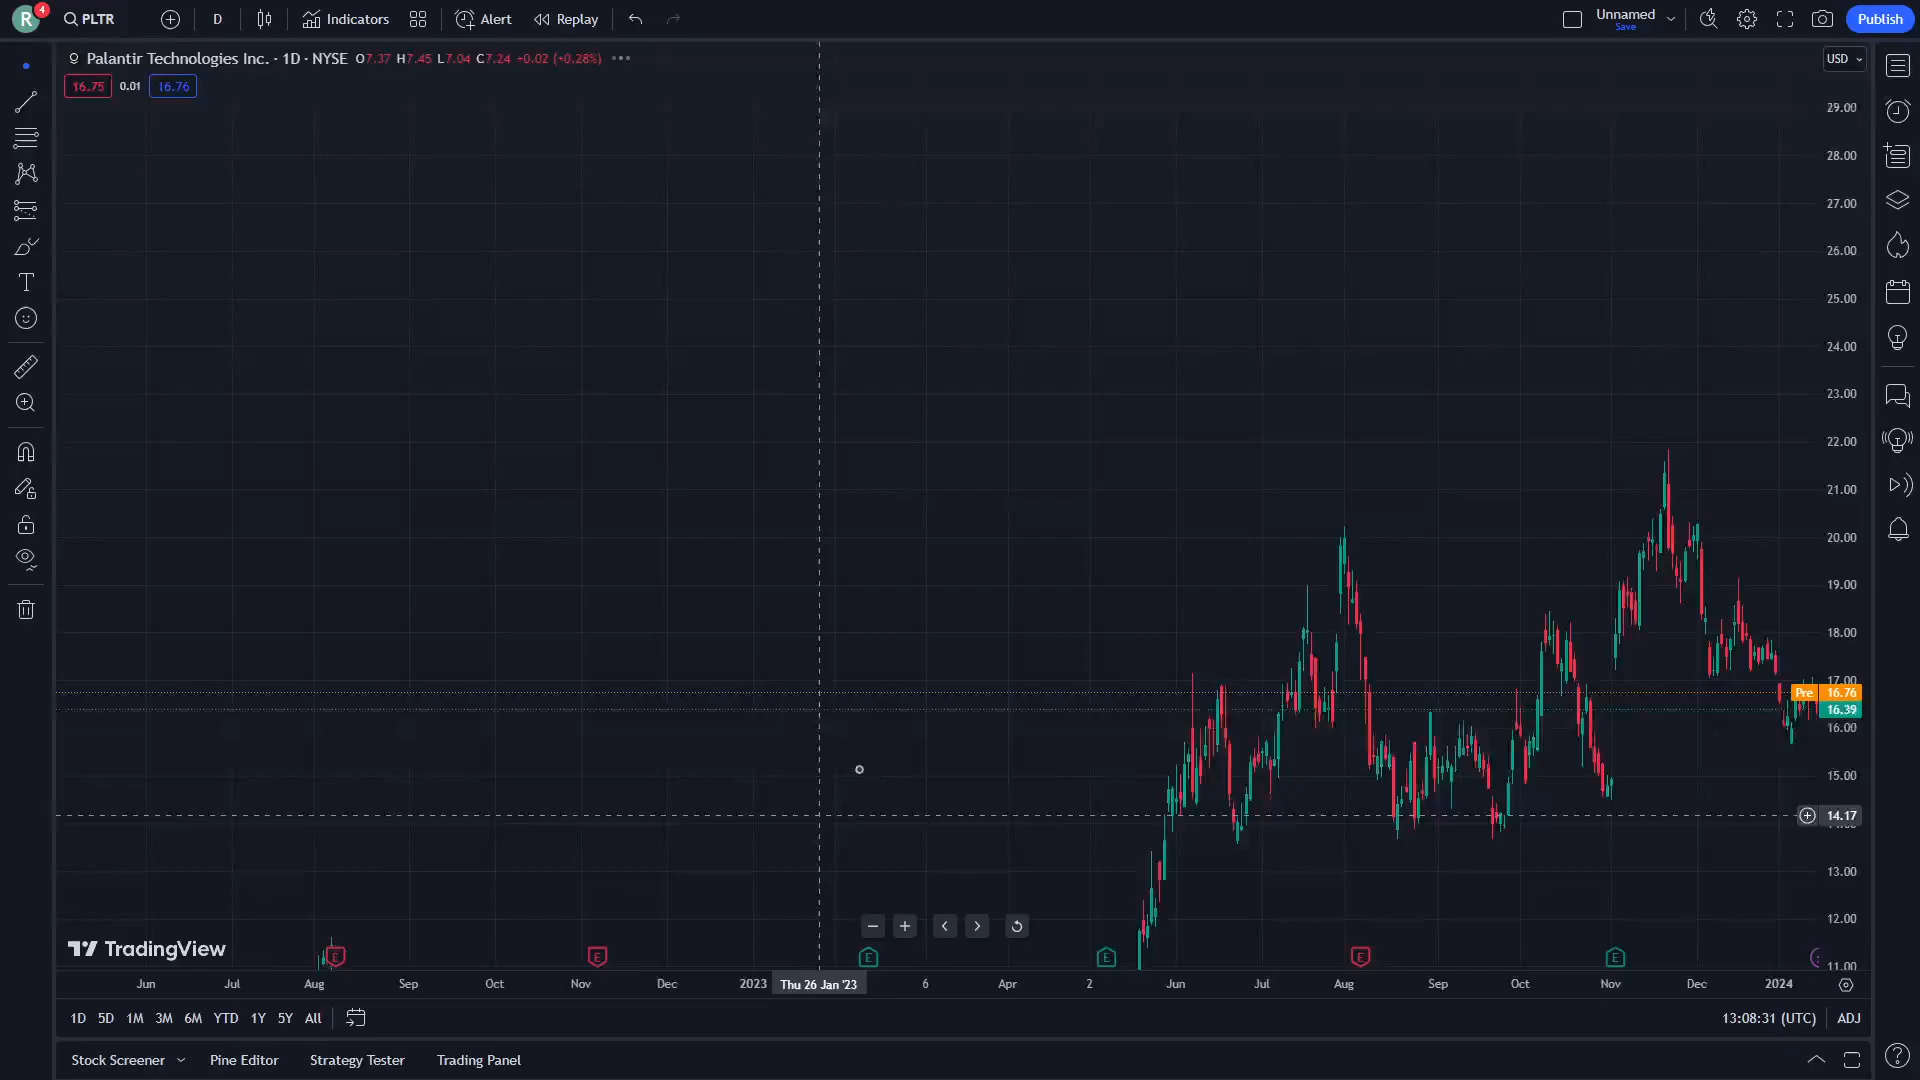 R 4 PLTR D Indicators Alert Replay Unnamed Save Publish
Palantir Technologies Inc. · 1D · NYSE O7.37 H7.45 L7.04 C7.24 +0.02 (+0.28%) USD
16.75 0.01 16.76
29.00
28.00
27.00
26.00
25.00
24.00
23.00
22.00
21.00
20.00
19.00
18.00
17.00
Pre 16.76
16.39
16.00
15.00
14.17
13.00
12.00
TradingView
E E E E E E
11.00
Jun Jul Aug Sep Oct Nov Dec 2023 Thu 26 Jan '23 6 Apr 2 Jun Jul Aug Sep Oct Nov Dec 2024
1D 5D 1M 3M 6M YTD 1Y 5Y All 13:08:31 (UTC) ADJ
Stock Screener Pine Editor Strategy Tester Trading Panel